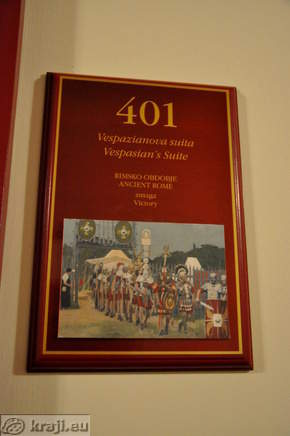 401
Vespazianova suita
Vespasian's Suite
RIMSKO OBDOBJE
ANCIENT ROME
zmaga
Victory
kraji.eu